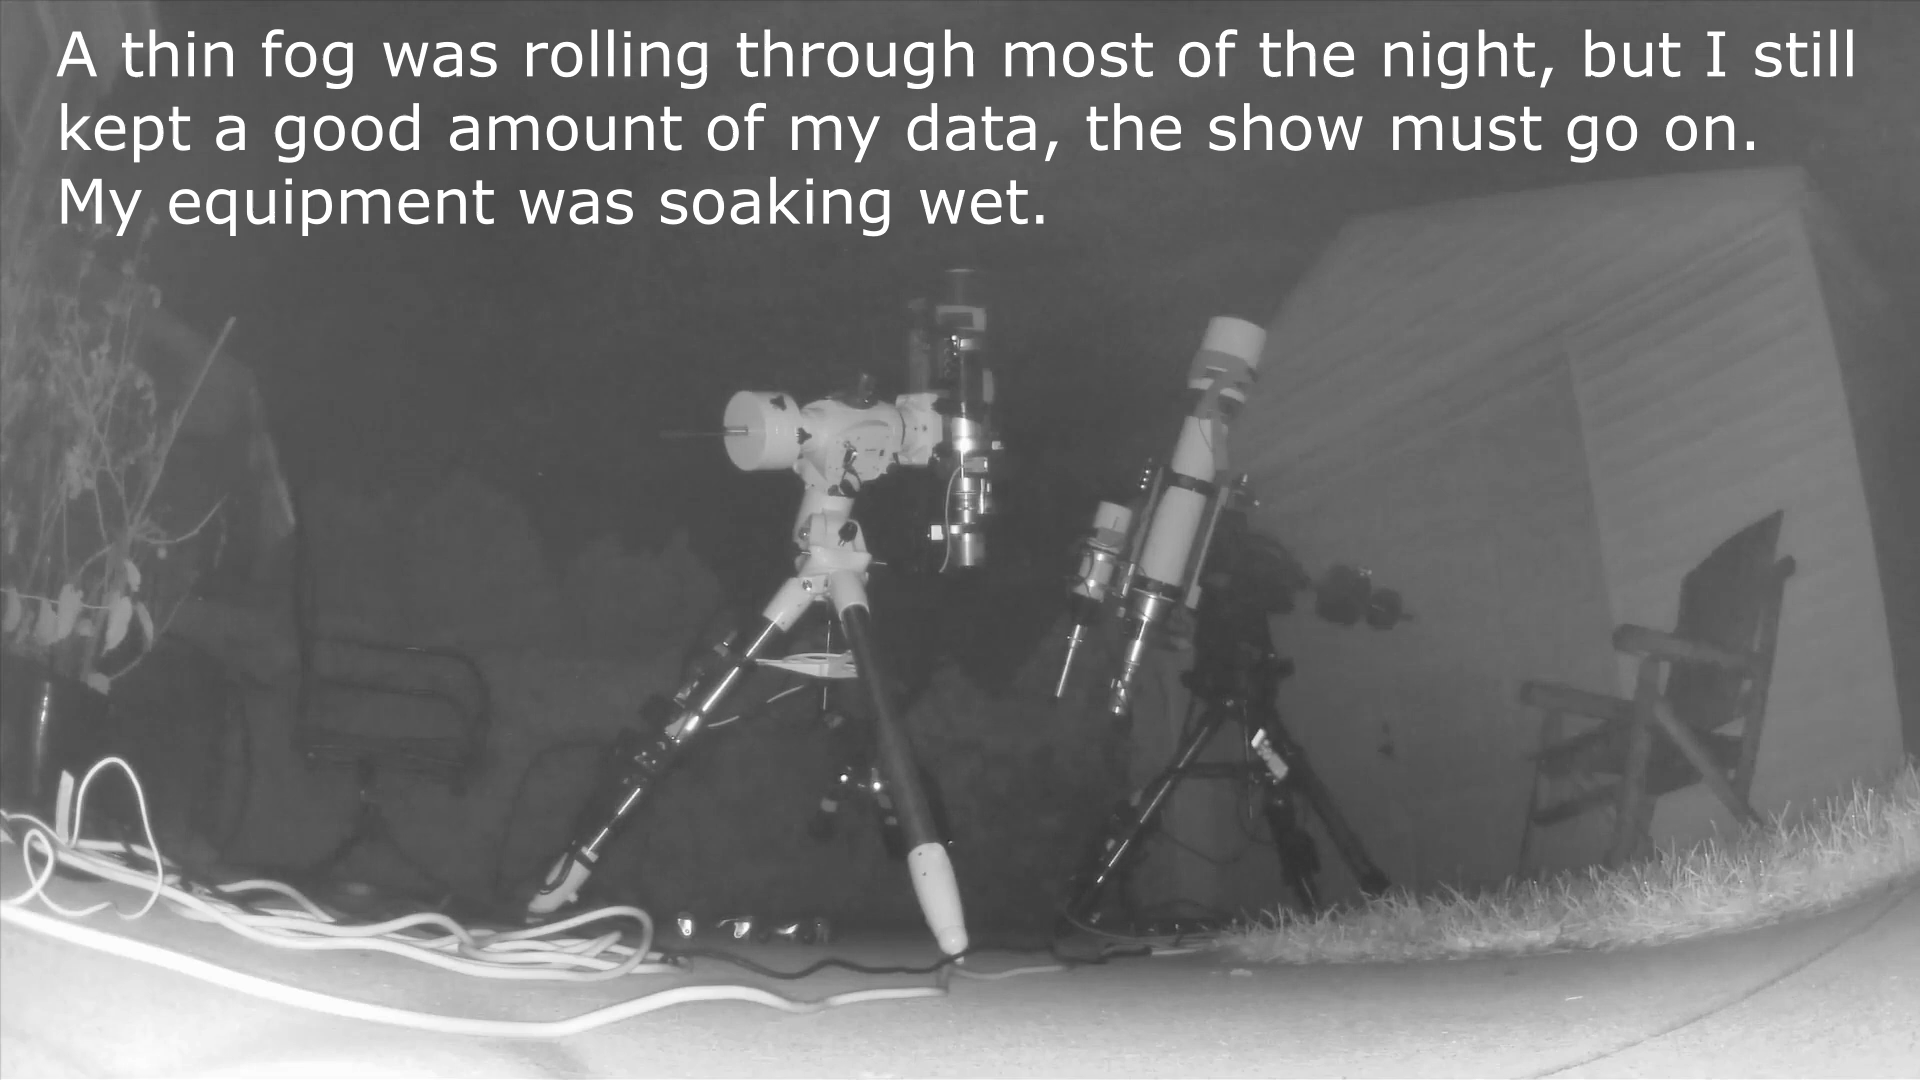 A thin fog was rolling through most of the night, but I still
kept a good amount of my data, the show must go on.
My equipment was soaking wet.